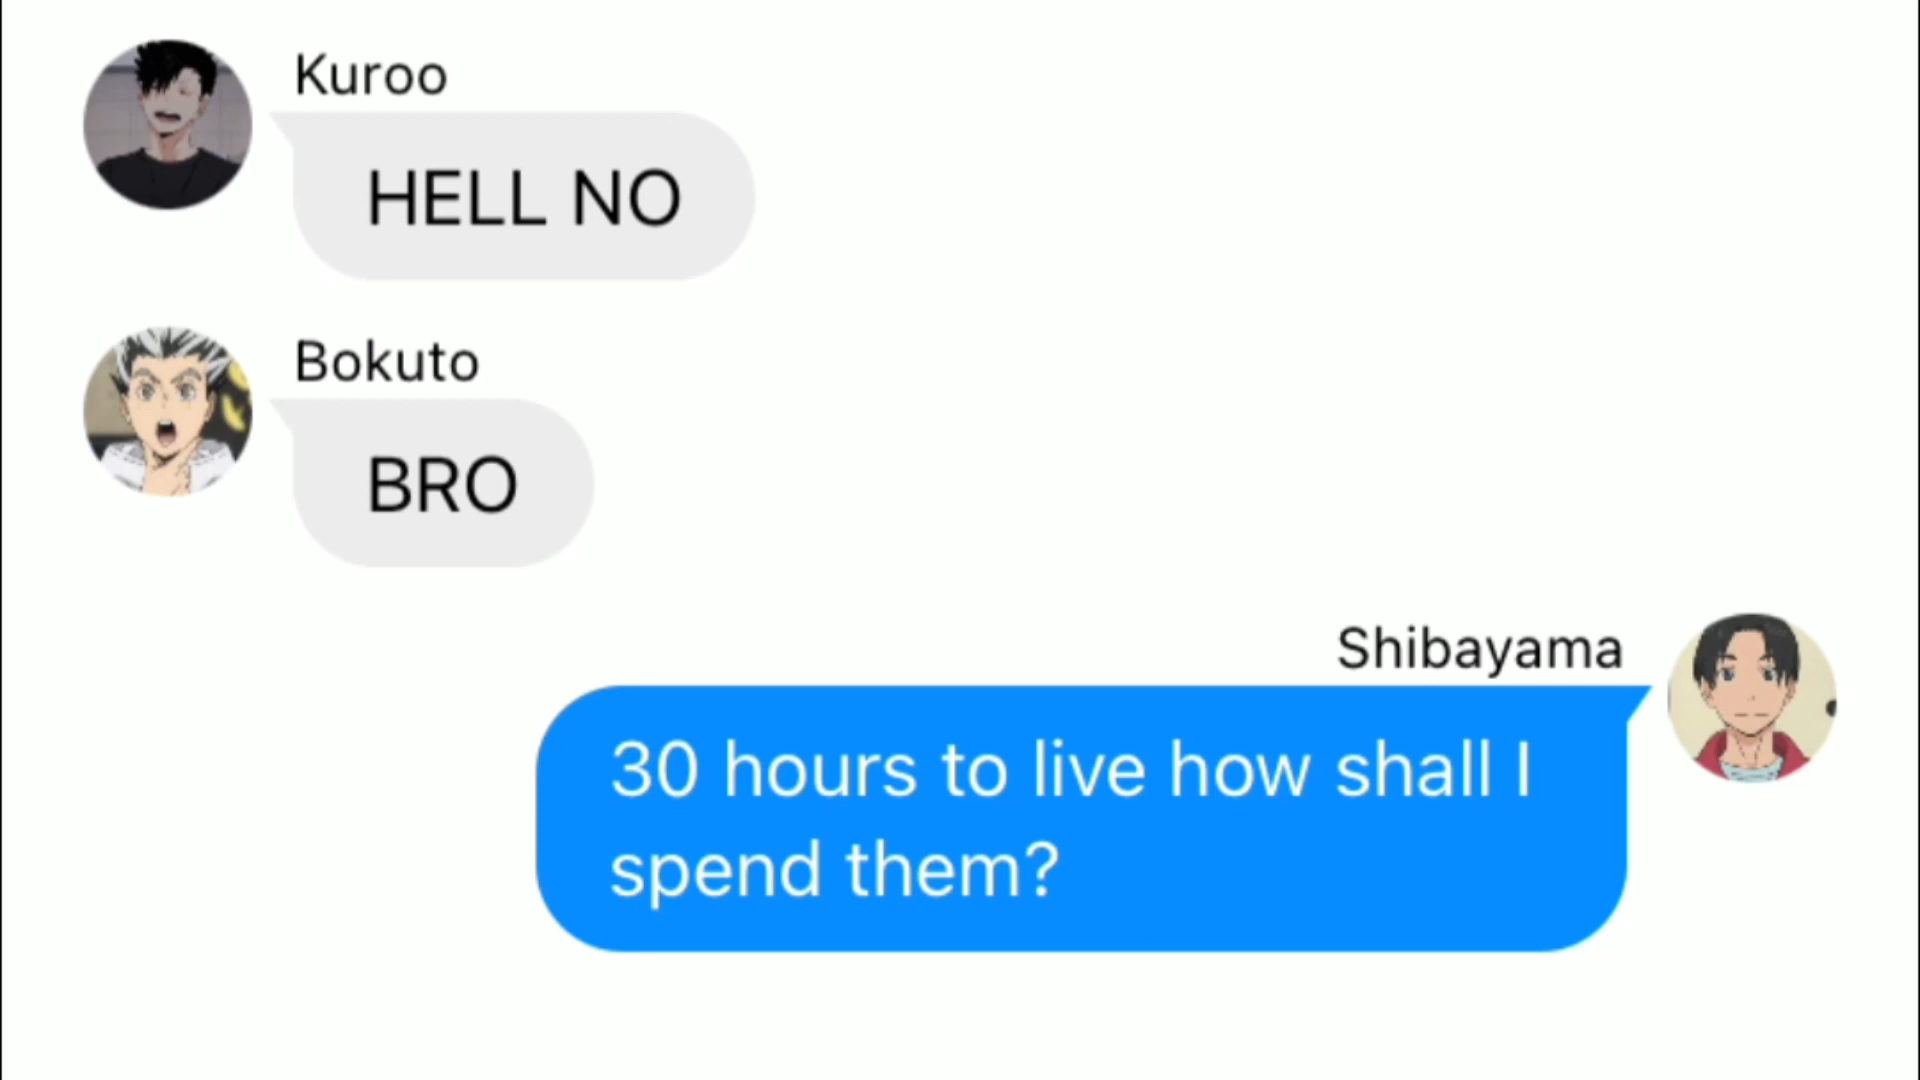 Kuroo
HELL NO
Bokuto
BRO
Shibayama
30 hours to live how shall I
spend them?